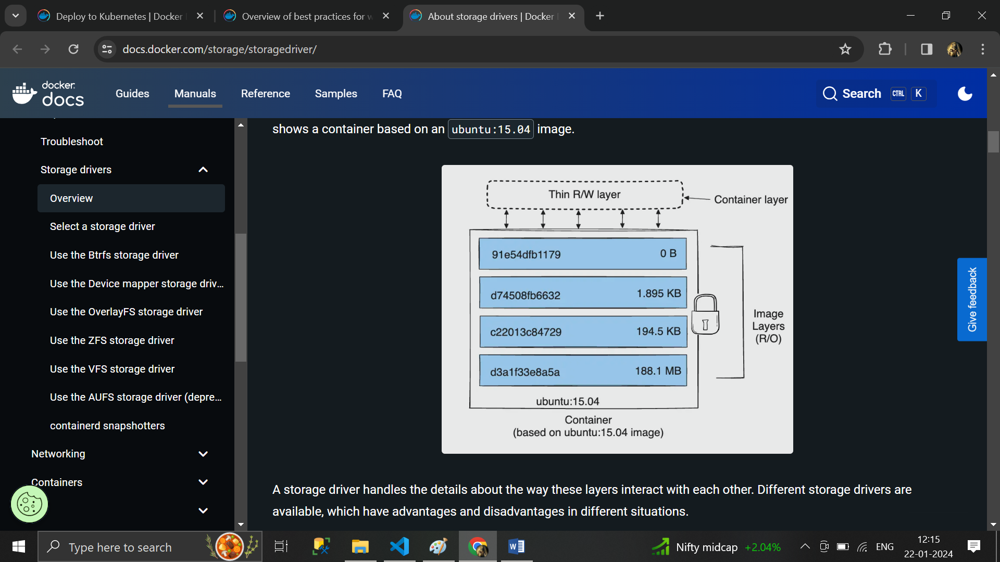 Deploy to Kubernetes | Docker
Overview of best practices for w
About storage drivers | Docker
docs.docker.com/storage/storagedriver/
docker
docs
Guides
Manuals
Reference
Samples
FAQ
Search
CTRL
K
Troubleshoot
Storage drivers
Overview
Select a storage driver
Use the Btrfs storage driver
Use the Device mapper storage driv...
Use the OverlayFS storage driver
Use the ZFS storage driver
Use the VFS storage driver
Use the AUFS storage driver (depre...
containerd snapshotters
Networking
Containers
shows a container based on an ubuntu:15.04 image.
Thin R/W layer
Container layer
91e54dfb1179 0 B
d74508fb6632 1.895 KB
c22013c84729 194.5 KB
d3a1f33e8a5a 188.1 MB
ubuntu:15.04
Image
Layers
(R/O)
Container
(based on ubuntu:15.04 image)
A storage driver handles the details about the way these layers interact with each other. Different storage drivers are
available, which have advantages and disadvantages in different situations.
Give feedback
Type here to search
Nifty midcap +2.04%
ENG
12:15
22-01-2024